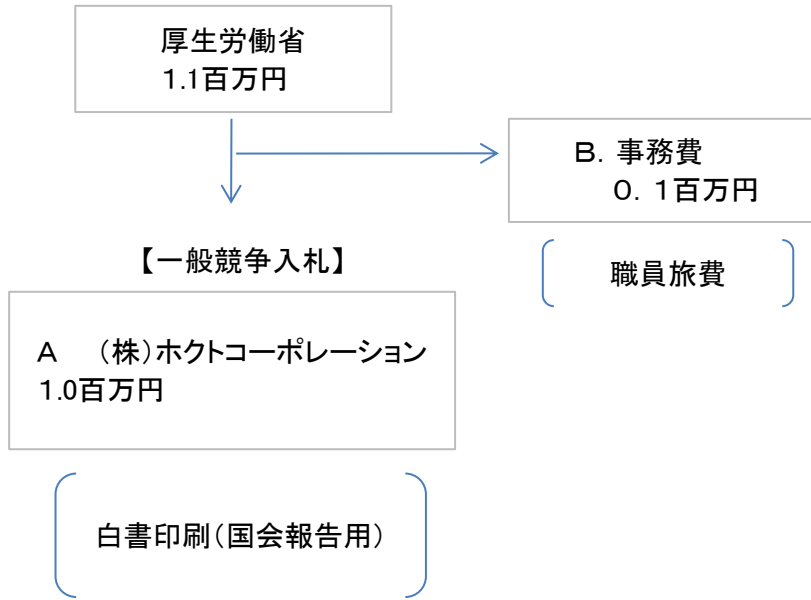 厚生労働省
1.1百万円
B. 事務費
0. 1百万円
【一般競争入札】
職員旅費
A (株)ホクトコーポレーション
1.0百万円
白書印刷(国会報告用)